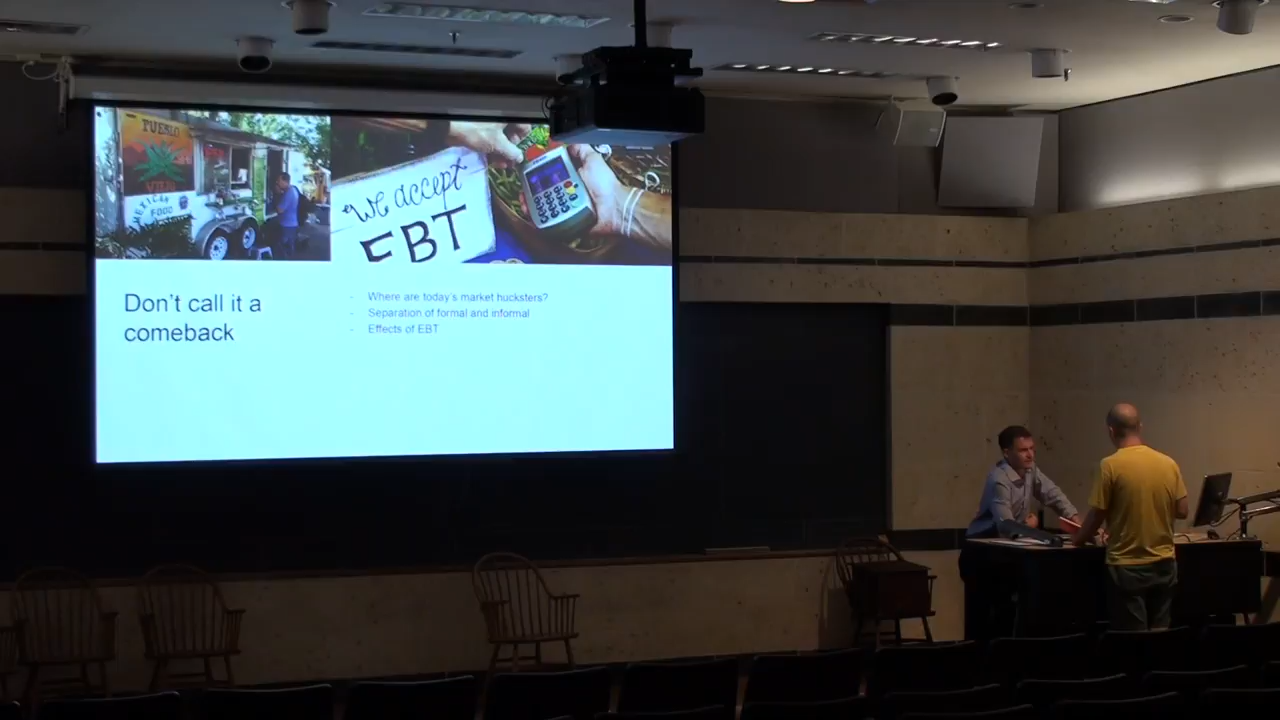 PUEBLO
VIEJO
MEXICAN
FOOD
We accept
EBT
Don't call it a
comeback
- Where are today's market hucksters?
- Separation of formal and informal
- Effects of EBT